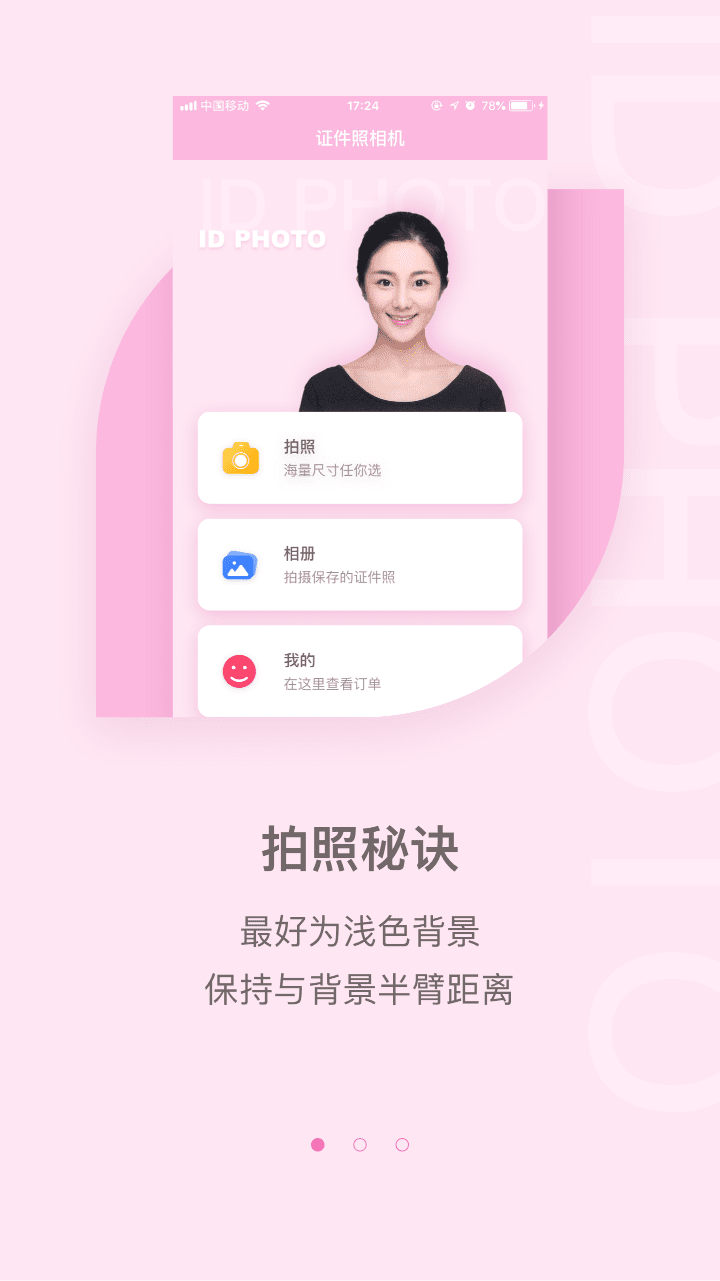 中国移动 17:24 78%
证件照相机
ID PHOTO
ID PHOTO
拍照
海量尺寸任你选
相册
拍摄保存的证件照
我的
在这里查看订单
ID PHOTO
拍照秘诀
最好为浅色背景
保持与背景半臂距离